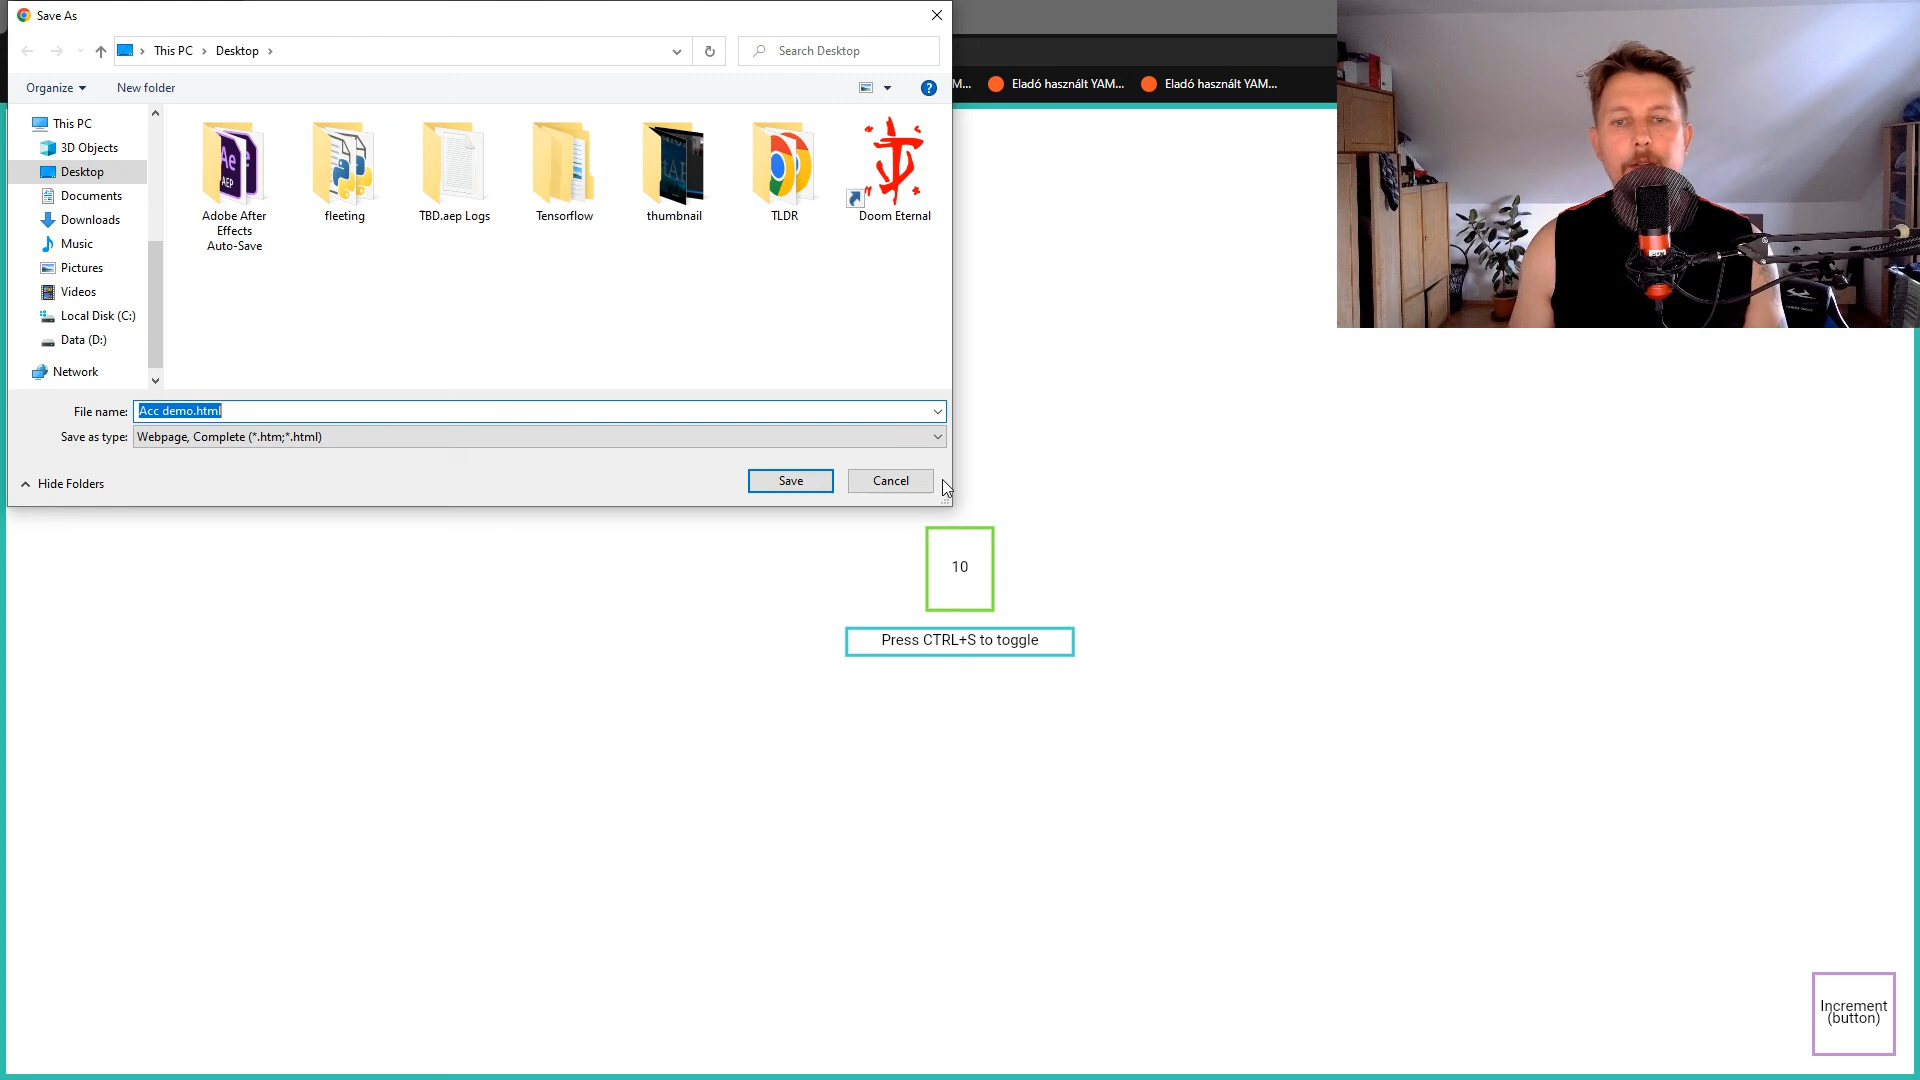 Save As
This PC
Desktop
Search Desktop
Organize
New folder
M...
Eladó használt YAM...
Eladó használt YAM...
This PC
3D Objects
Desktop
Documents
Downloads
Music
Pictures
Videos
Local Disk (C:)
Data (D:)
Network
Ae
AEP
Adobe After
Effects
Auto-Save
fleeting
TBD.aep Logs
Tensorflow
thumbnail
TLDR
Doom Eternal
File name: Acc demo.html
Save as type: Webpage, Complete (*.htm;*.html)
Hide Folders
Save
Cancel
10
Press CTRL+S to toggle
Increment
(button)